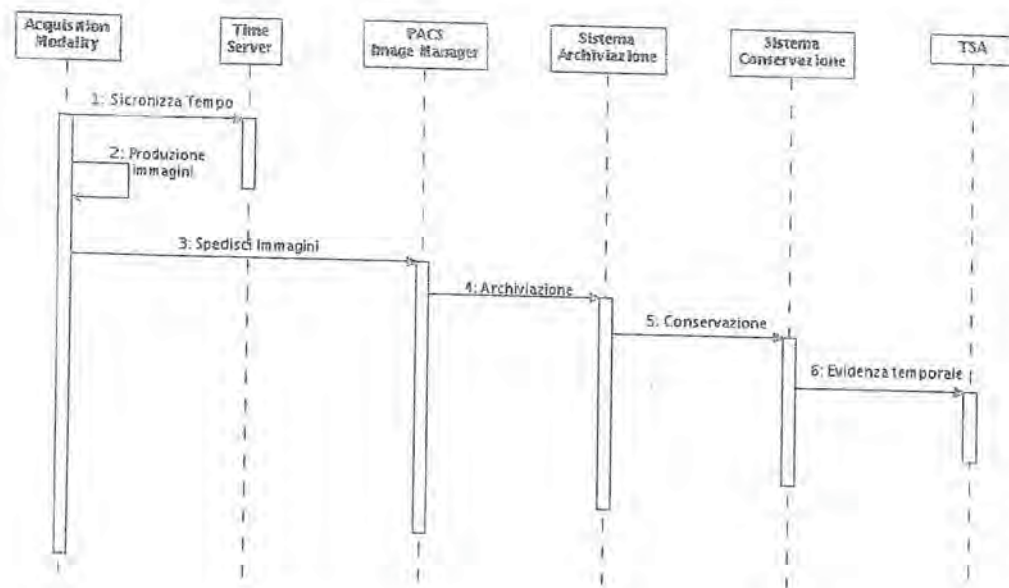 Acquisition
Modality
Time
Server
PACS
Image Manager
Sistema
Archiviazione
Sistema
Conservazione
TSA
1: Sicronizza Tempo
2: Produzione
immagini
3: Spedisci Immagini
4: Archiviazione
5: Conservazione
6: Evidenza temporale